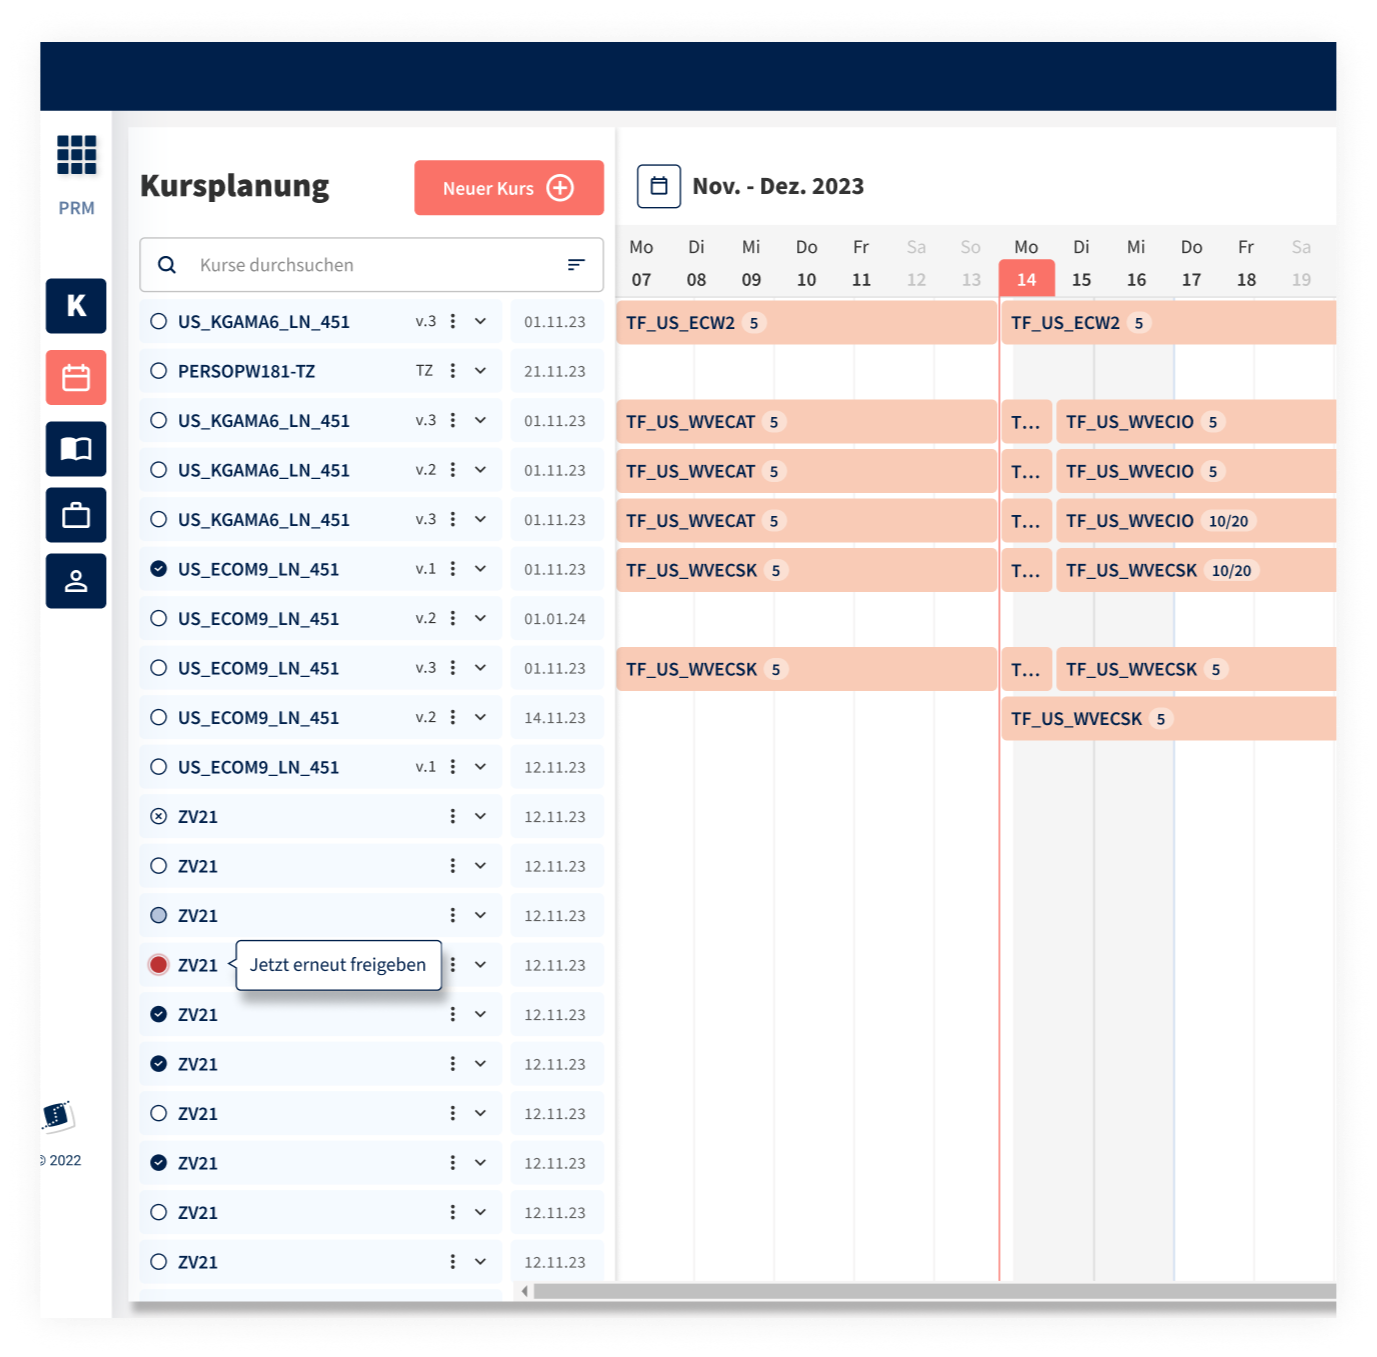 PRM
K
© 2022
Kursplanung
Neuer Kurs
Kurse durchsuchen
Nov. - Dez. 2023
Mo Di Mi Do Fr Sa So Mo Di Mi Do Fr Sa
07 08 09 10 11 12 13 14 15 16 17 18 19
US_KGAMA6_LN_451 v.3 01.11.23 TF_US_ECW2 5 TF_US_ECW2 5
PERSOPW181-TZ TZ 21.11.23
US_KGAMA6_LN_451 v.3 01.11.23 TF_US_WVECAT 5 T... TF_US_WVECIO 5
US_KGAMA6_LN_451 v.2 01.11.23 TF_US_WVECAT 5 T... TF_US_WVECIO 5
US_KGAMA6_LN_451 v.3 01.11.23 TF_US_WVECAT 5 T... TF_US_WVECIO 10/20
US_ECOM9_LN_451 v.1 01.11.23 TF_US_WVECSK 5 T... TF_US_WVECSK 10/20
US_ECOM9_LN_451 v.2 01.01.24
US_ECOM9_LN_451 v.3 01.11.23 TF_US_WVECSK 5 T... TF_US_WVECSK 5
US_ECOM9_LN_451 v.2 14.11.23 TF_US_WVECSK 5
US_ECOM9_LN_451 v.1 12.11.23
ZV21 12.11.23
ZV21 12.11.23
ZV21 12.11.23
ZV21 Jetzt erneut freigeben 12.11.23
ZV21 12.11.23
ZV21 12.11.23
ZV21 12.11.23
ZV21 12.11.23
ZV21 12.11.23
ZV21 12.11.23